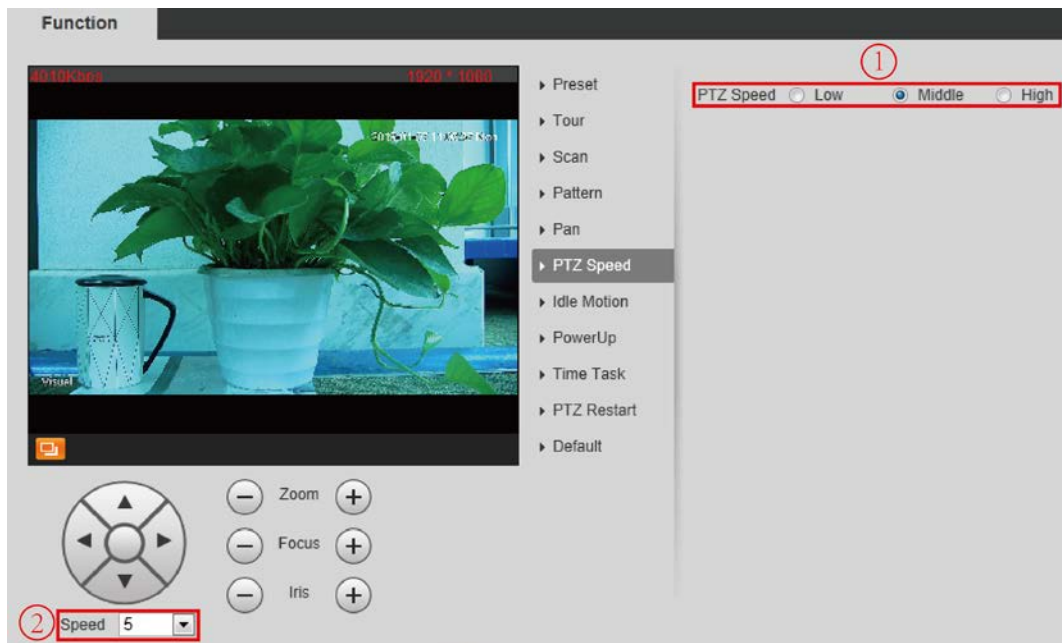 Function
4010Kbps 1920 * 1080
Visual
Preset
Tour
Scan
Pattern
Pan
PTZ Speed
Idle Motion
PowerUp
Time Task
PTZ Restart
Default
①
PTZ Speed Low Middle High
Zoom
Focus
Iris
② Speed 5